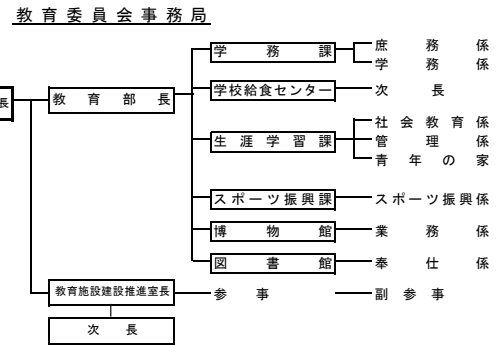 教育委員会事務局
学務課 庶務係
学務係
学校給食センター 次長
長 教育部長
社会教育係
生涯学習課 管理係
青年の家
スポーツ振興課 スポーツ振興係
博物館 業務係
図書館 奉仕係
教育施設建設推進室長 参事 副参事
次長